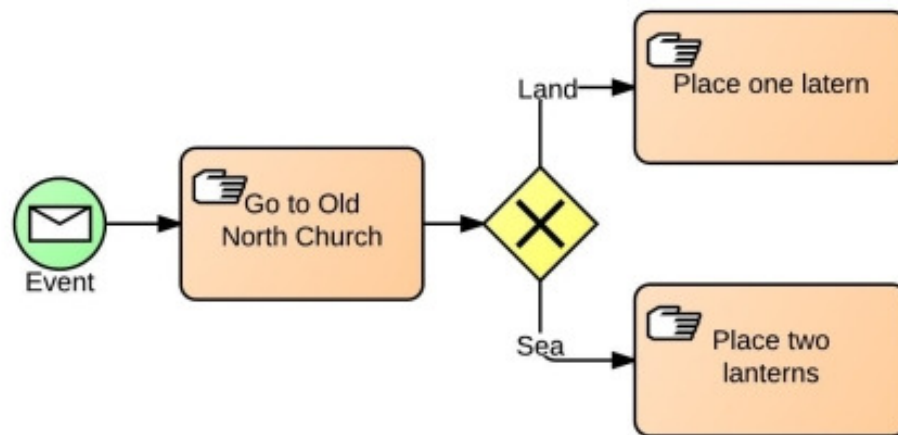 Event
Go to Old
North Church
Land
Place one latern
Sea
Place two
lanterns